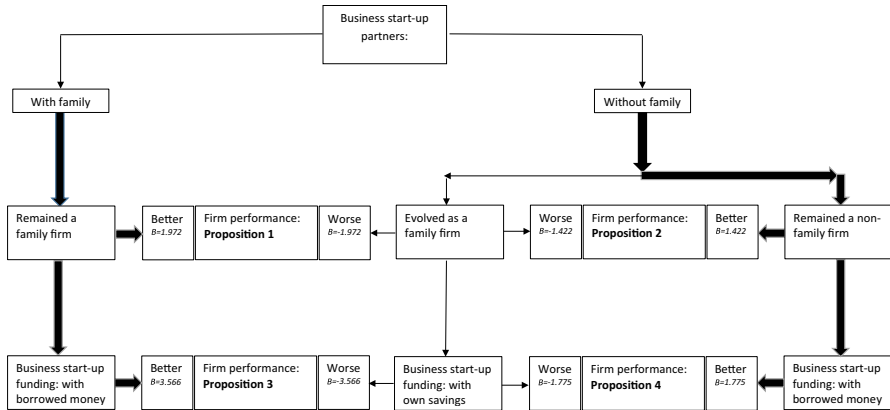 Business start-up
partners:
With family
Without family
Remained a
family firm
Better
B=1.972
Firm performance:
Proposition 1
Worse
B=-1.972
Evolved as a
family firm
Worse
B=-1.422
Firm performance:
Proposition 2
Better
B=1.422
Remained a non-
family firm
Business start-up
funding: with
borrowed money
Better
B=3.566
Firm performance:
Proposition 3
Worse
B=-3.566
Business start-up
funding: with
own savings
Worse
B=-1.775
Firm performance:
Proposition 4
Better
B=1.775
Business start-up
funding: with
borrowed money